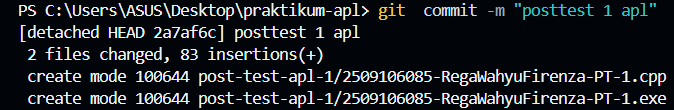 PS C:\Users\ASUS\Desktop\praktikum-apl> git  commit -m "posttest 1 apl"
[detached HEAD 2a7af6c] posttest 1 apl
 2 files changed, 83 insertions(+)
 create mode 100644 post-test-apl-1/2509106085-RegaWahyuFirenza-PT-1.cpp
 create mode 100644 post-test-apl-1/2509106085-RegaWahyuFirenza-PT-1.exe